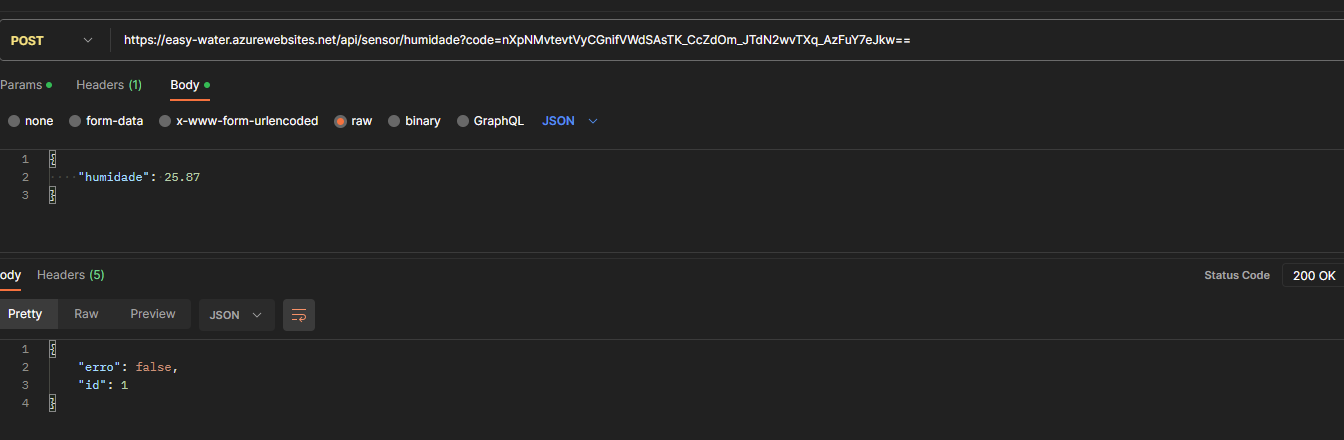 POST https://easy-water.azurewebsites.net/api/sensor/humidade?code=nXpNMvtevtVyCGnifVWdSAsTK_CcZdOm_JTdN2wvTXq_AzFuY7eJkw==
Params Headers (1) Body
none form-data x-www-form-urlencoded raw binary GraphQL JSON
1 {
2 "humidade": 25.87
3 }
ody Headers (5) Status Code 200 OK
Pretty Raw Preview JSON
1 {
2 "erro": false,
3 "id": 1
4 }